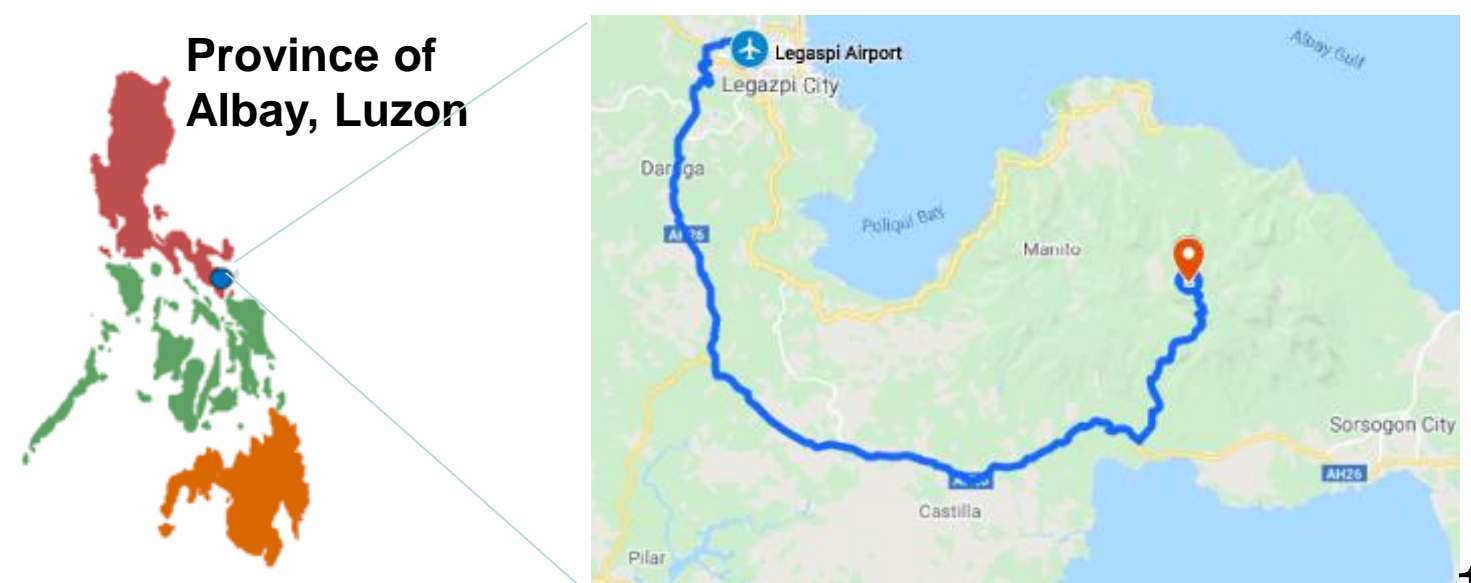 Province of
Albay, Luzon
Legaspi Airport
Legazpi City
Albay Gulf
Daraga
AH26
Poliqui Bay
Manito
Sorsogon City
AH26
Castilla
Pilar